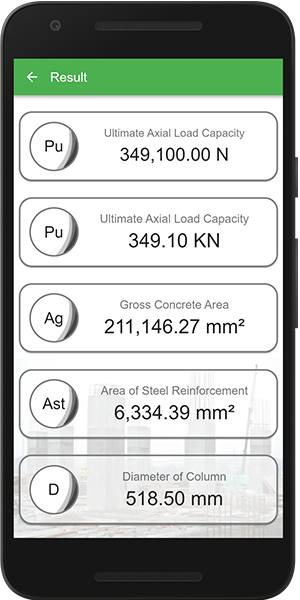 Result
Pu
Ultimate Axial Load Capacity
349,100.00 N
Pu
Ultimate Axial Load Capacity
349.10 KN
Ag
Gross Concrete Area
211,146.27 mm²
Ast
Area of Steel Reinforcement
6,334.39 mm²
D
Diameter of Column
518.50 mm